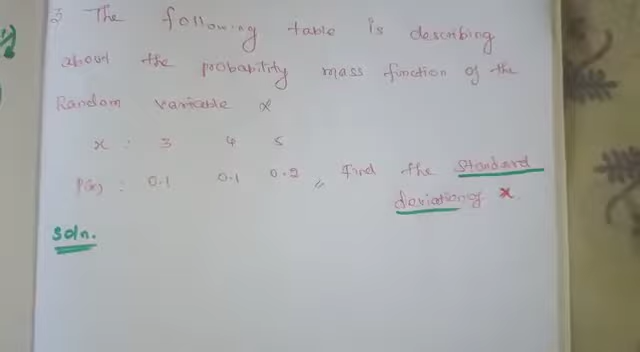 2 The following table is describing
about the probability mass function of the
Random variable x
x : 3 4 5
P(x) : 0.1 0.1 0.2 ,, Find the standard
deviation of x.
Soln.